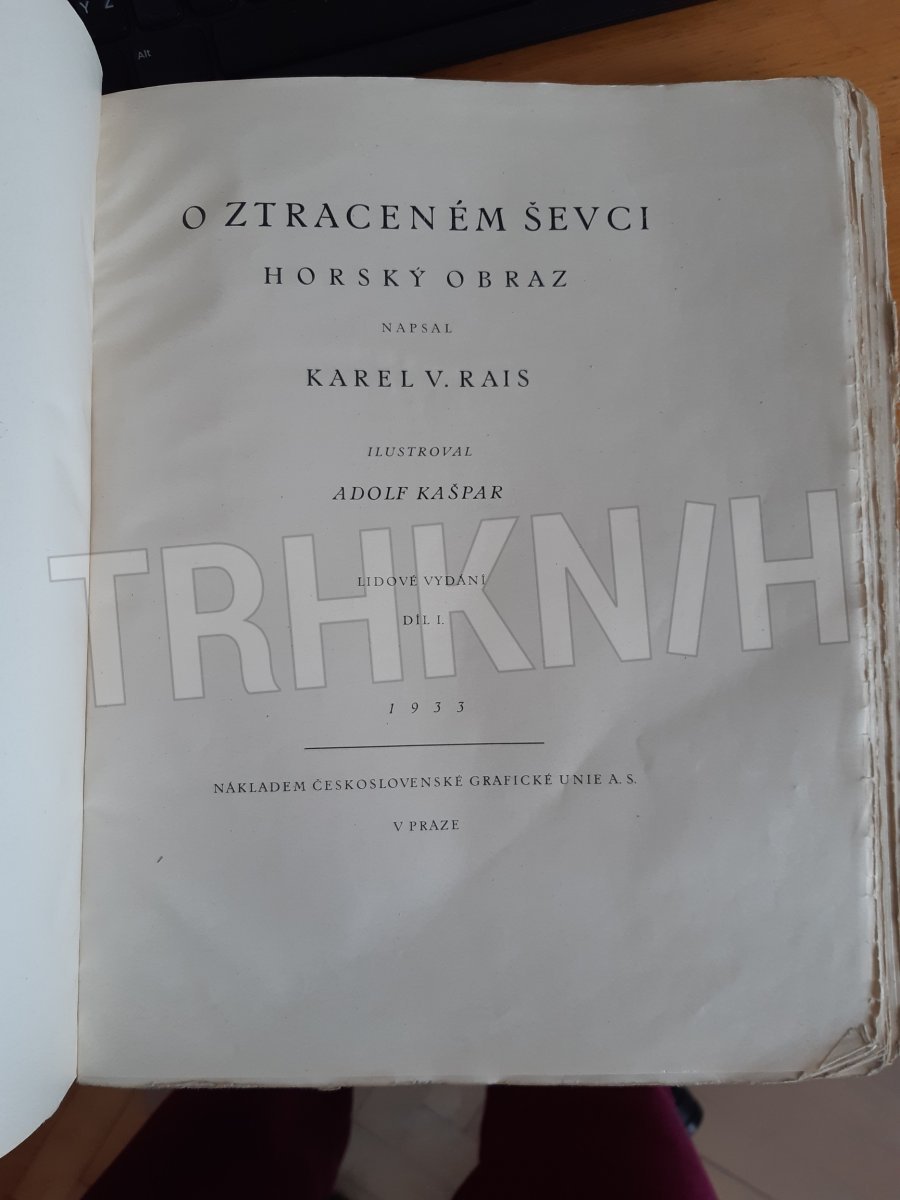 Y Z
Alt
O ZTRACENÉM ŠEVCI
HORSKÝ OBRAZ
NAPSAL
KAREL V. RAIS
ILUSTROVAL
ADOLF KAŠPAR
TRHKNIH
LIDOVÉ VYDÁNÍ
DÍL I.
1933
NÁKLADEM ČESKOSLOVENSKÉ GRAFICKÉ UNIE A. S.
V PRAZE